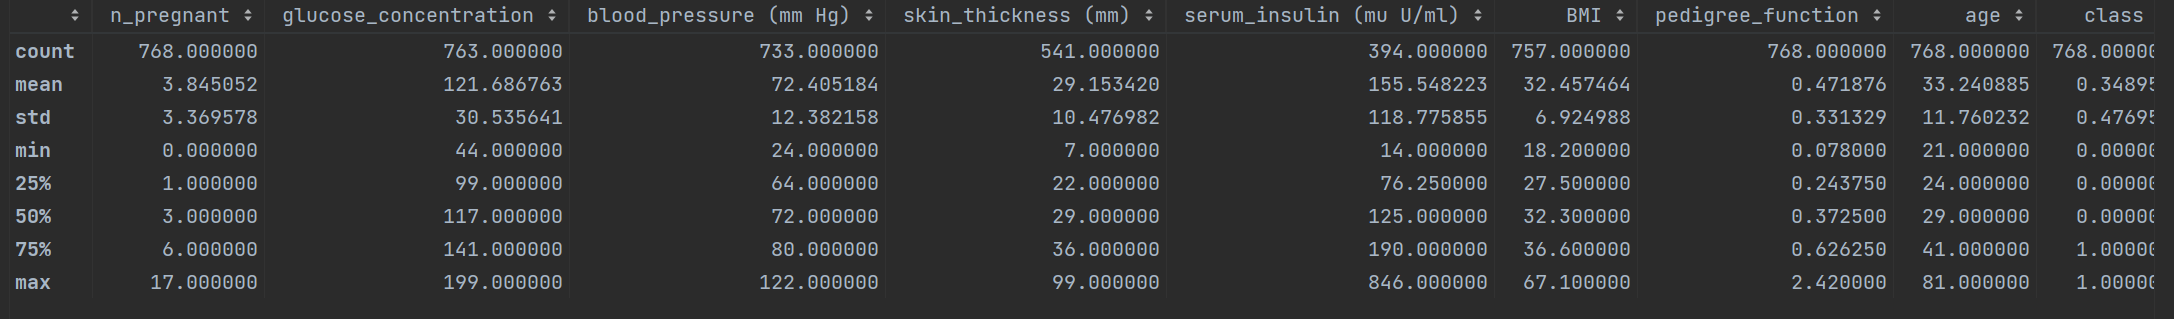 n_pregnant glucose_concentration blood_pressure (mm Hg) skin_thickness (mm) serum_insulin (mu U/ml) BMI pedigree_function age class
count 768.000000 763.000000 733.000000 541.000000 394.000000 757.000000 768.000000 768.000000 768.00000
mean 3.845052 121.686763 72.405184 29.153420 155.548223 32.457464 0.471876 33.240885 0.34895
std 3.369578 30.535641 12.382158 10.476982 118.775855 6.924988 0.331329 11.760232 0.47695
min 0.000000 44.000000 24.000000 7.000000 14.000000 18.200000 0.078000 21.000000 0.00000
25% 1.000000 99.000000 64.000000 22.000000 76.250000 27.500000 0.243750 24.000000 0.00000
50% 3.000000 117.000000 72.000000 29.000000 125.000000 32.300000 0.372500 29.000000 0.00000
75% 6.000000 141.000000 80.000000 36.000000 190.000000 36.600000 0.626250 41.000000 1.00000
max 17.000000 199.000000 122.000000 99.000000 846.000000 67.100000 2.420000 81.000000 1.00000